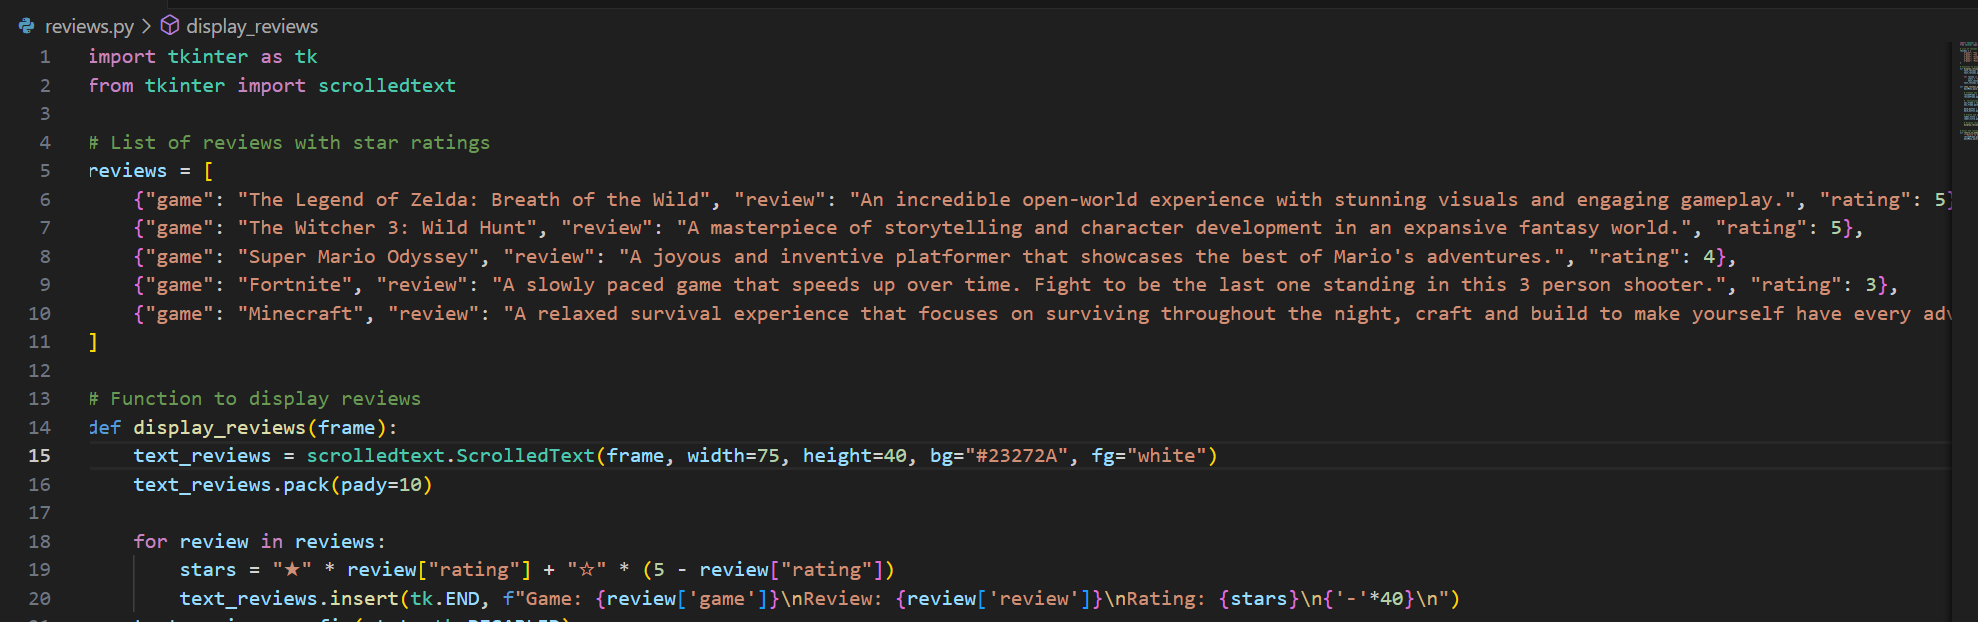 reviews.py > display_reviews
1 import tkinter as tk
2 from tkinter import scrolledtext
3
4 # List of reviews with star ratings
5 reviews = [
6     {"game": "The Legend of Zelda: Breath of the Wild", "review": "An incredible open-world experience with stunning visuals and engaging gameplay.", "rating": 5}
7     {"game": "The Witcher 3: Wild Hunt", "review": "A masterpiece of storytelling and character development in an expansive fantasy world.", "rating": 5},
8     {"game": "Super Mario Odyssey", "review": "A joyous and inventive platformer that showcases the best of Mario's adventures.", "rating": 4},
9     {"game": "Fortnite", "review": "A slowly paced game that speeds up over time. Fight to be the last one standing in this 3 person shooter.", "rating": 3},
10     {"game": "Minecraft", "review": "A relaxed survival experience that focuses on surviving throughout the night, craft and build to make yourself have every
11 ]
12
13 # Function to display reviews
14 def display_reviews(frame):
15     text_reviews = scrolledtext.ScrolledText(frame, width=75, height=40, bg="#23272A", fg="white")
16     text_reviews.pack(pady=10)
17
18     for review in reviews:
19         stars = "★" * review["rating"] + "☆" * (5 - review["rating"])
20         text_reviews.insert(tk.END, f"Game: {review['game']}\nReview: {review['review']}\nRating: {stars}\n{'-'*40}\n")